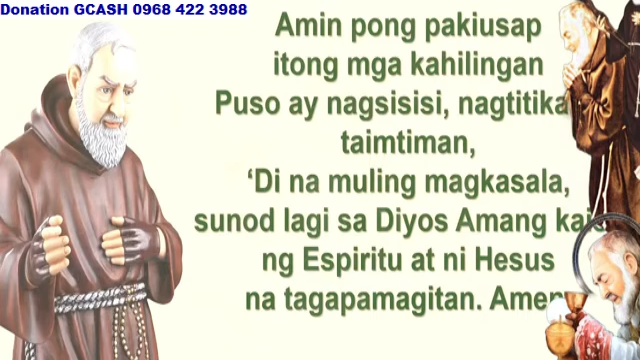 Donation GCASH 0968 422 3988
Amin pong pakiusap
itong mga kahilingan
Puso ay nagsisisi, nagtitika
taimtiman,
‘Di na muling magkasala,
sunod lagi sa Diyos Amang
ng Espiritu at ni Hesus
na tagapamagitan. Amen